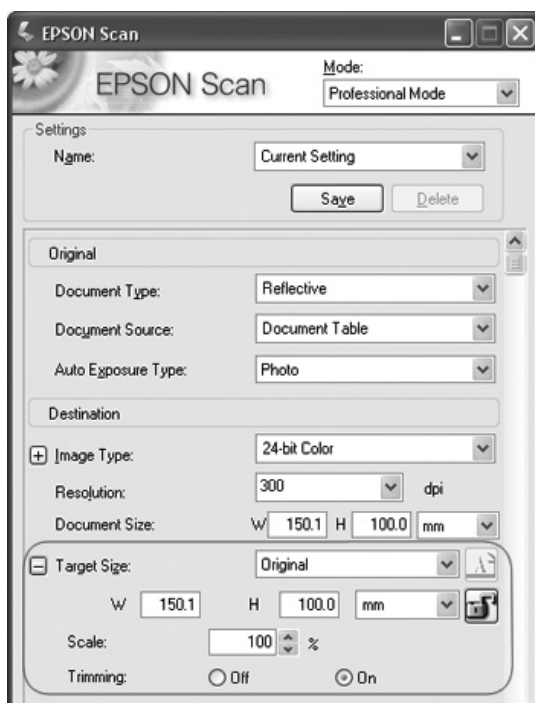 EPSON Scan
EPSON Scan
Mode:
Professional Mode
Settings
Name: Current Setting
Save Delete
Original
Document Type: Reflective
Document Source: Document Table
Auto Exposure Type: Photo
Destination
Image Type: 24-bit Color
Resolution: 300 dpi
Document Size: W 150.1 H 100.0 mm
Target Size: Original
W 150.1 H 100.0 mm
Scale: 100 %
Trimming: Off On